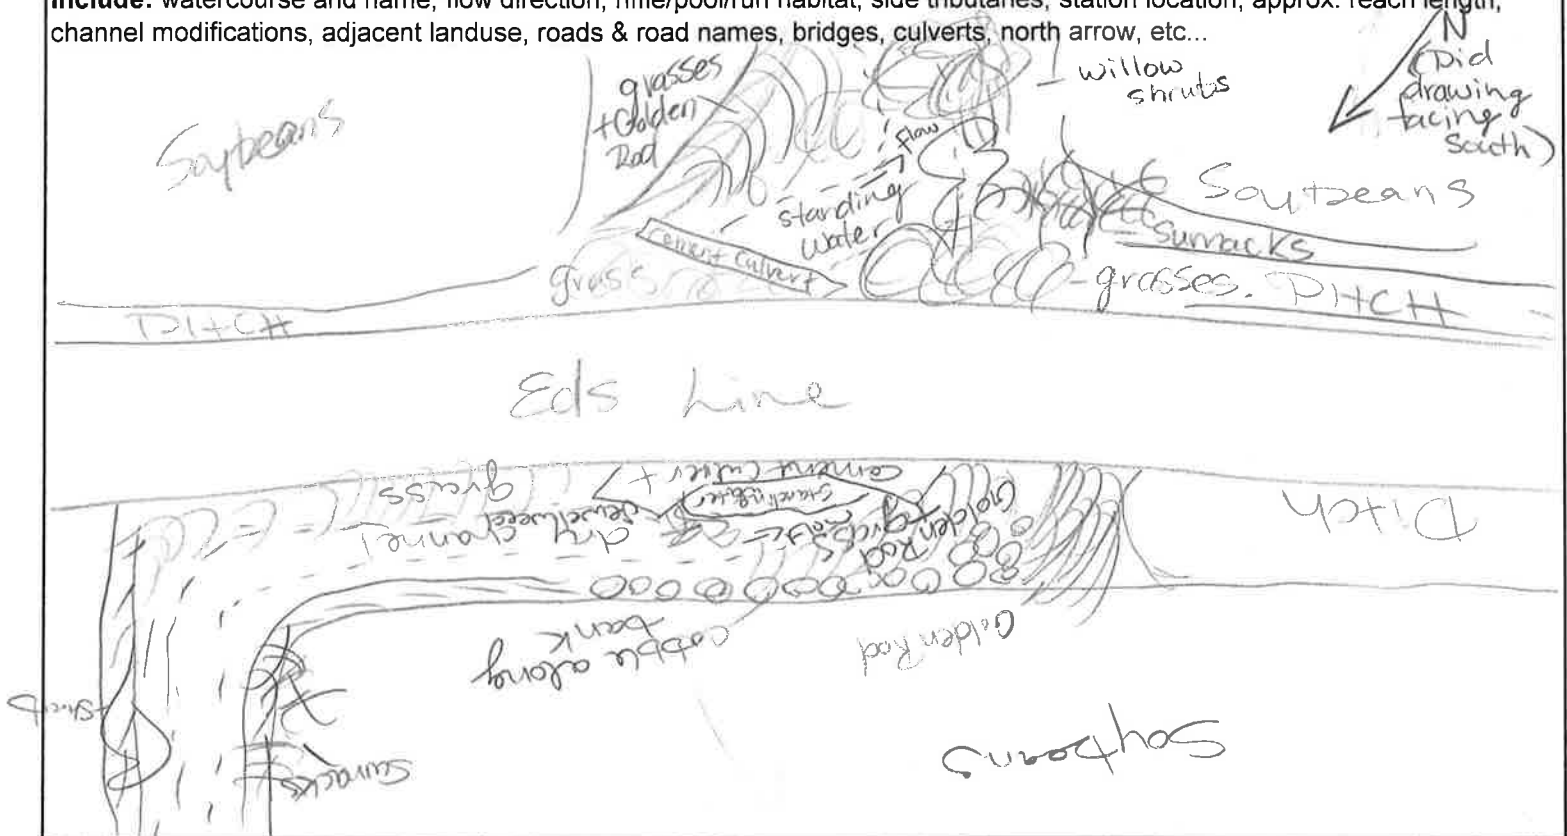 Include: watercourse and name, flow direction, riffle/pool/run habitat, side tributaries, station location, approx. reach length,
channel modifications, adjacent landuse, roads & road names, bridges, culverts, north arrow, etc...
N
(Did
drawing
facing
South)
willow
shrubs
grasses
+Golden
Rod
Soybeans
Flow
standing
water
Soybeans
Sumacks
cement culvert
grass
-grasses.
DITCH
DITCH
Eds Line
cement culvert
grass
standing water
jewelweed
dry channel
grasses
Golden Rod
Ditch
cobble along
bank
Golden Rod
shrub
Sumacks
Soybeans